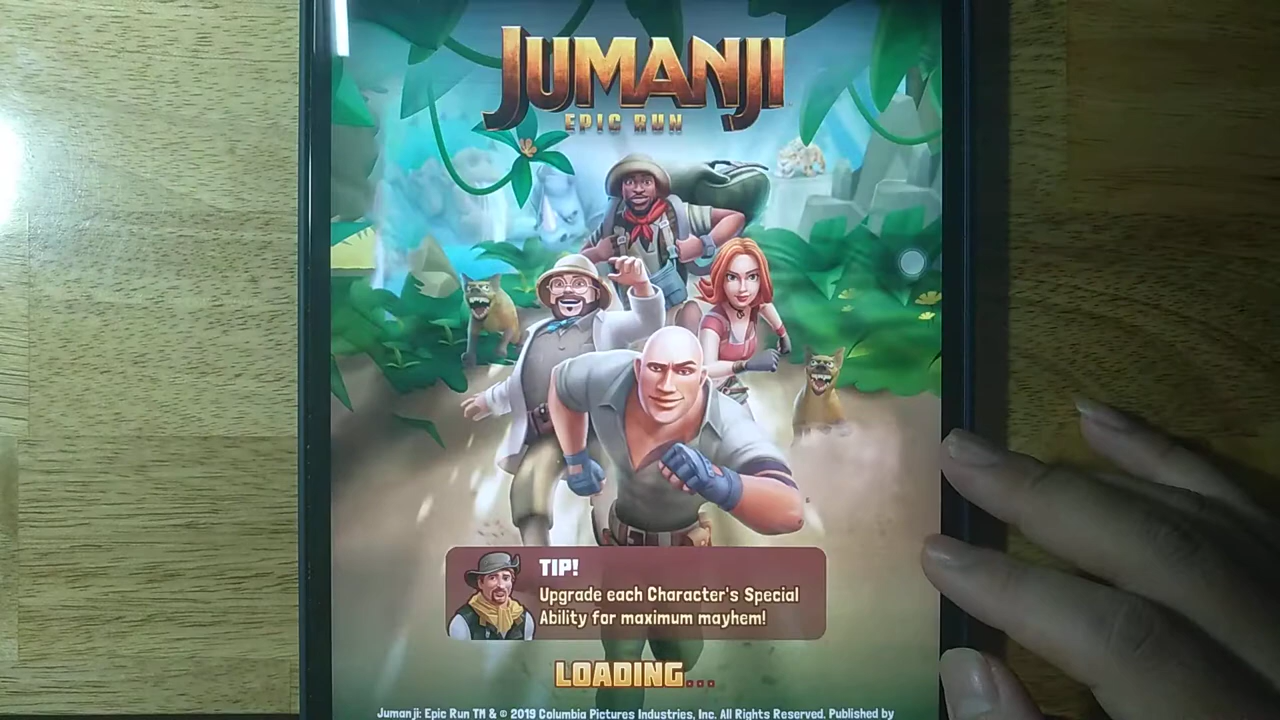 JUMANJI
EPIC RUN
TIP!
Upgrade each Character's Special
Ability for maximum mayhem!
LOADING...
Jumanji: Epic Run TM & © 2019 Columbia Pictures Industries, Inc. All Rights Reserved. Published by